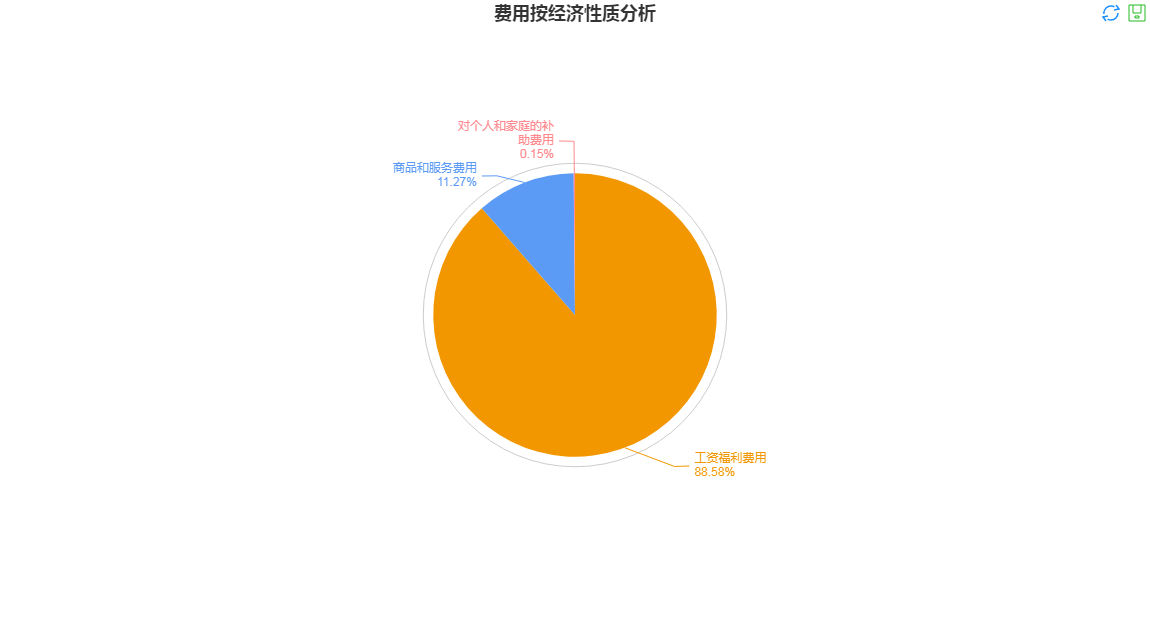 费用按经济性质分析
对个人和家庭的补
助费用
0.15%
商品和服务费用
11.27%
工资福利费用
88.58%